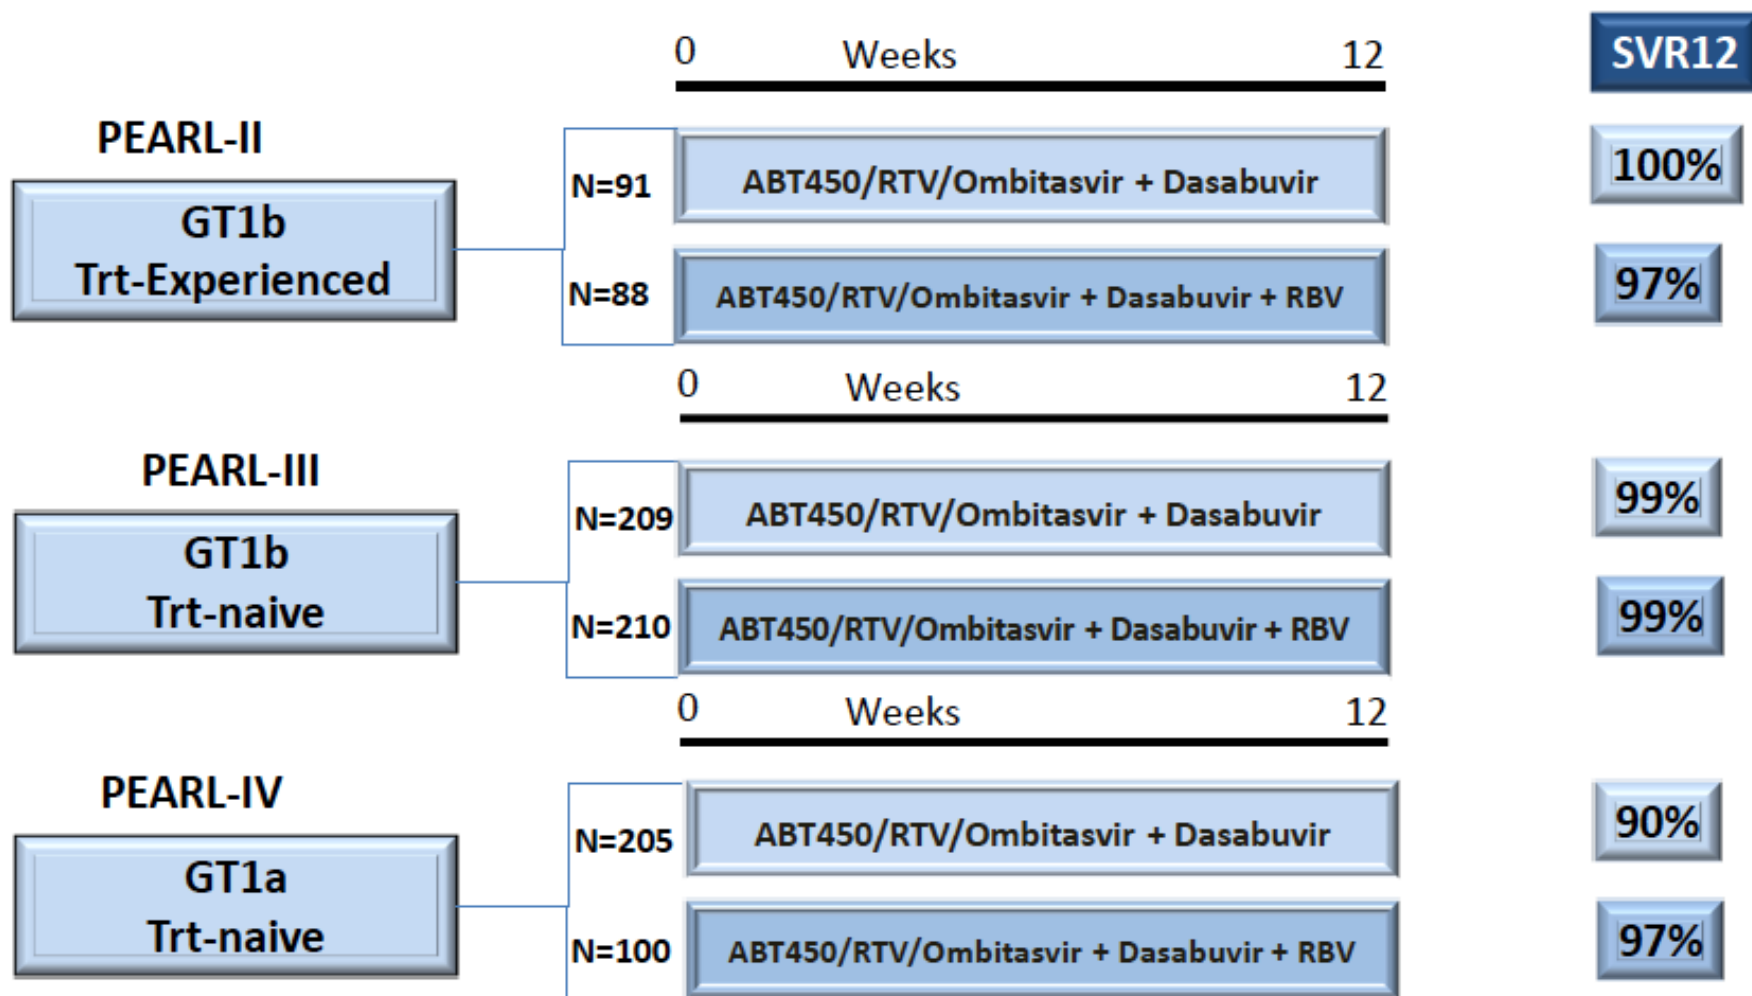 0 Weeks 12 SVR12
PEARL-II
GT1b
Trt-Experienced
N=91 ABT450/RTV/Ombitasvir + Dasabuvir 100%
N=88 ABT450/RTV/Ombitasvir + Dasabuvir + RBV 97%
0 Weeks 12
PEARL-III
GT1b
Trt-naive
N=209 ABT450/RTV/Ombitasvir + Dasabuvir 99%
N=210 ABT450/RTV/Ombitasvir + Dasabuvir + RBV 99%
0 Weeks 12
PEARL-IV
GT1a
Trt-naive
N=205 ABT450/RTV/Ombitasvir + Dasabuvir 90%
N=100 ABT450/RTV/Ombitasvir + Dasabuvir + RBV 97%